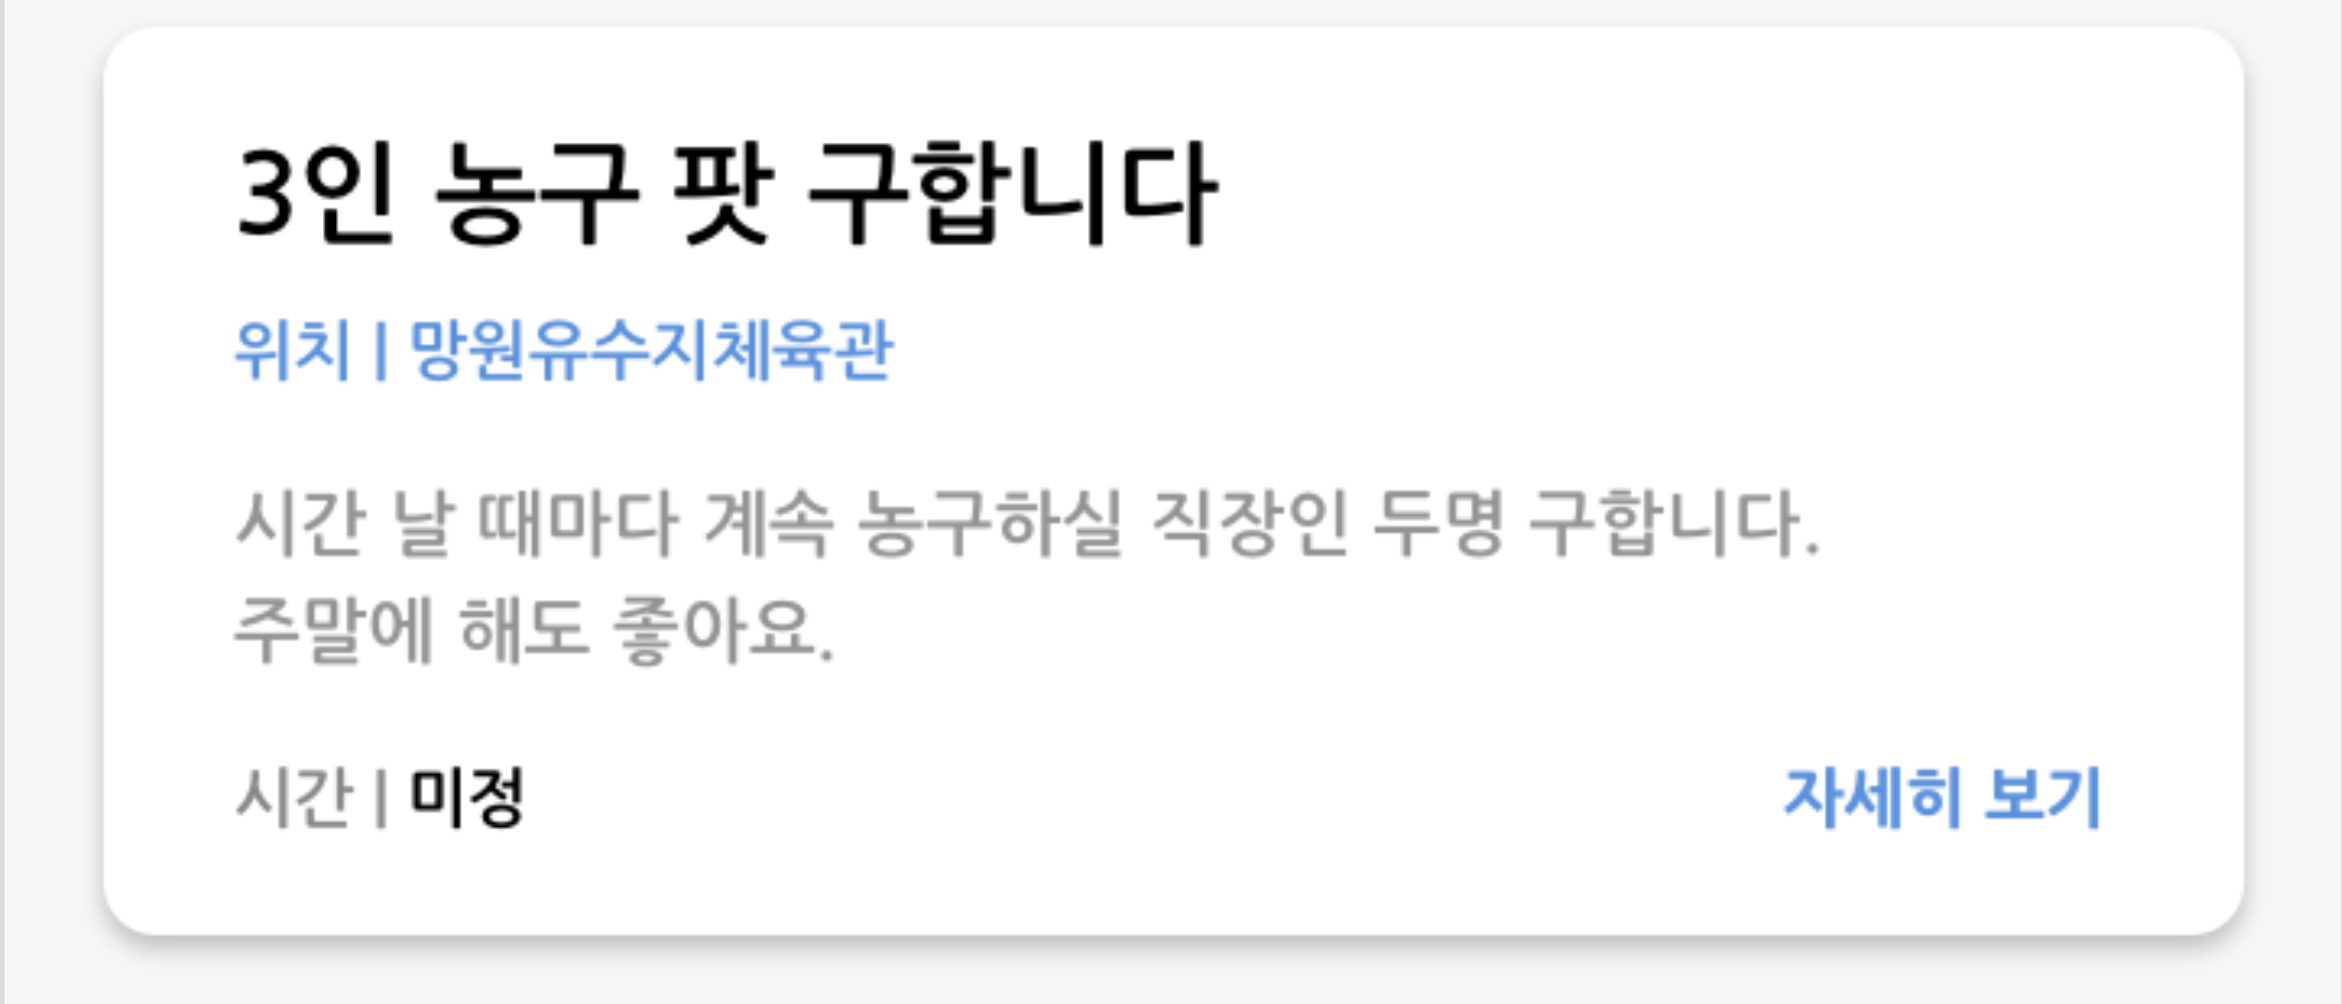 3인 농구 팟 구합니다
위치 | 망원유수지체육관
시간 날 때마다 계속 농구하실 직장인 두명 구합니다.
주말에 해도 좋아요.
시간 | 미정
자세히 보기